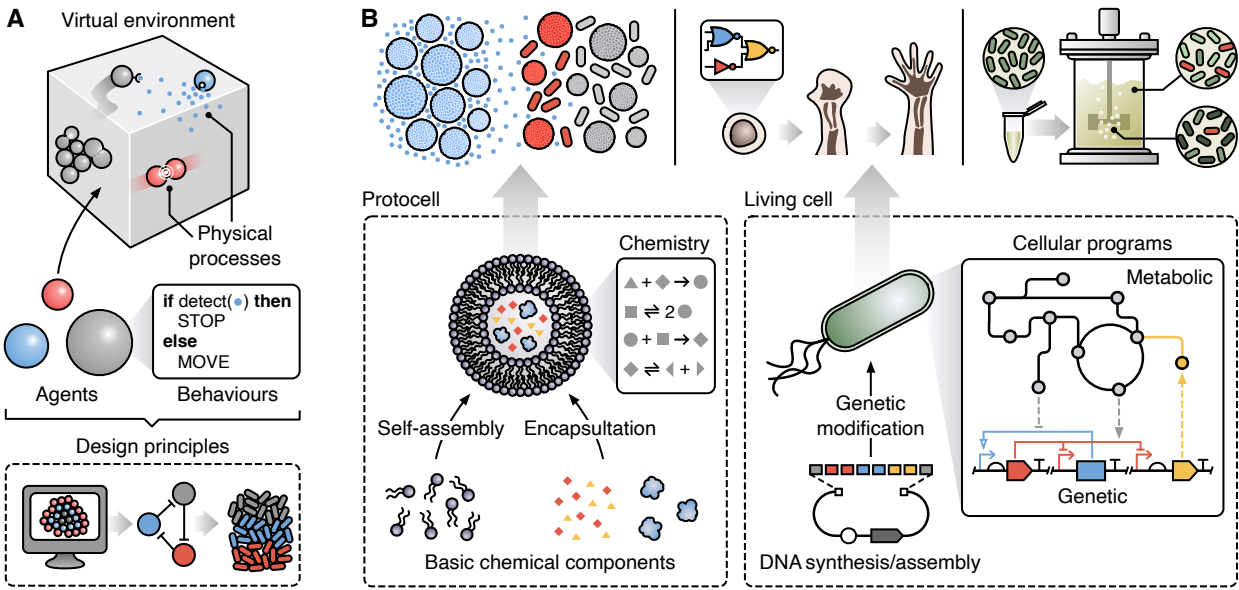 A
Virtual environment
Physical
processes
if detect( ) then
STOP
else
MOVE
Agents
Behaviours
Design principles
B
Protocell
Chemistry
+ → 
⇌ 2
+ → 
⇌ + 
Self-assembly
Encapsultation
Basic chemical components
Living cell
Cellular programs
Metabolic
Genetic
Genetic
modification
DNA synthesis/assembly